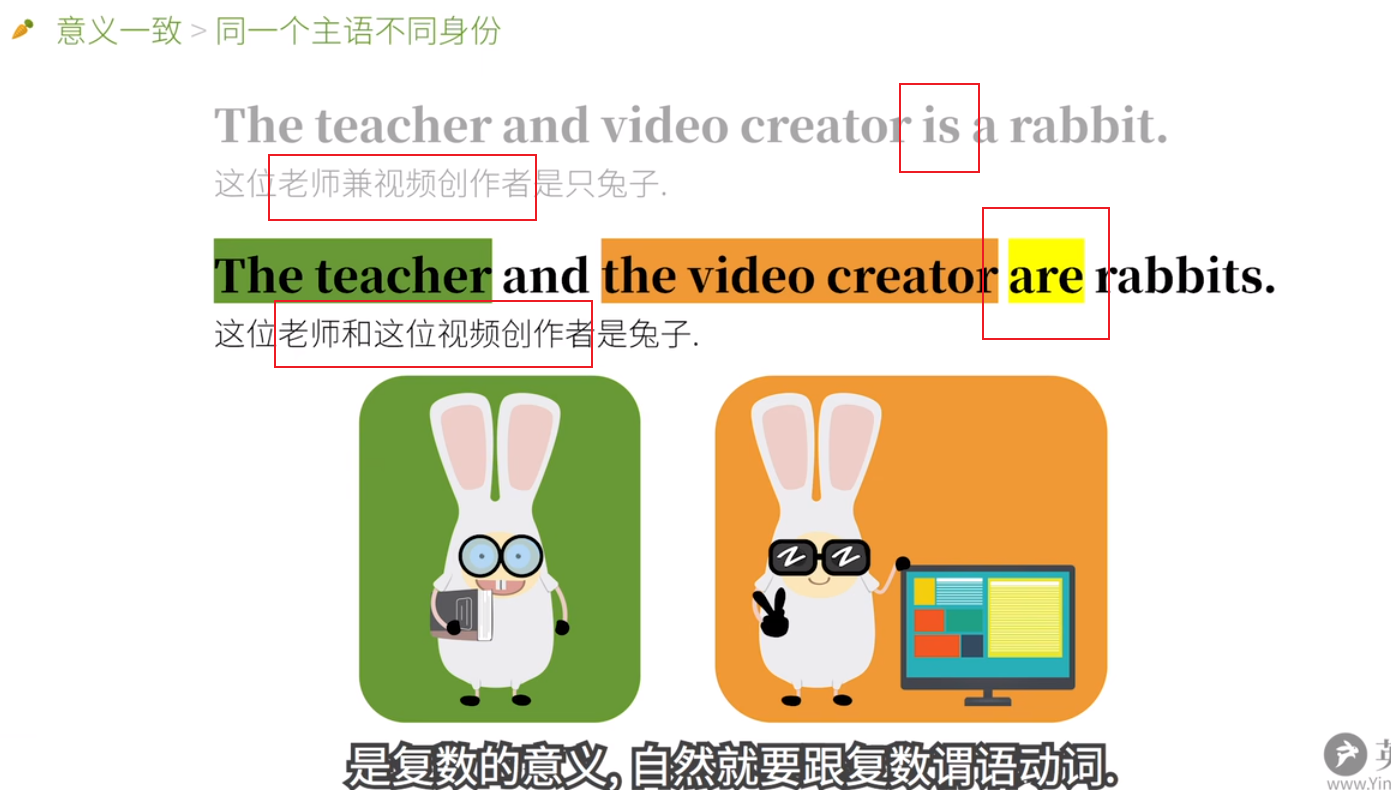 意义一致 > 同一个主语不同身份
The teacher and video creator is a rabbit.
这位老师兼视频创作者是只兔子.
The teacher and the video creator are rabbits.
这位老师和这位视频创作者是兔子.
是复数的意义, 自然就要跟复数谓语动词.
英
www.Yin